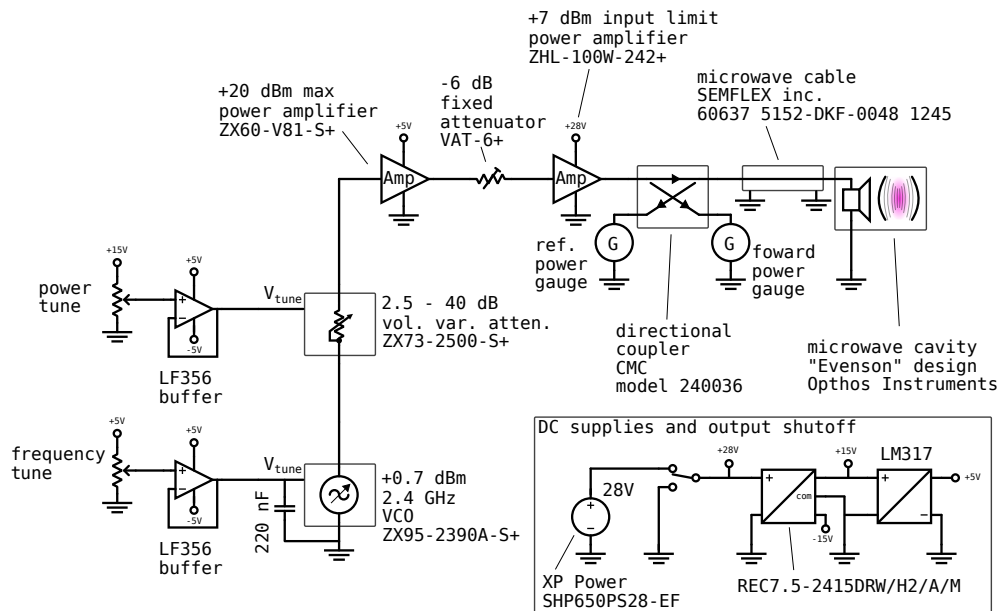 +7 dBm input limit
power amplifier
ZHL-100W-242+
+20 dBm max
power amplifier
ZX60-V81-S+
-6 dB
fixed
attenuator
VAT-6+
microwave cable
SEMFLEX inc.
60637 5152-DKF-0048 1245
+5V
+28V
Amp
Amp
ref.
power
gauge
G
G
foward
power
gauge
+15V
power
tune
+5V
+
−
-5V
LF356
buffer
Vtune
2.5 - 40 dB
vol. var. atten.
ZX73-2500-S+
directional
coupler
CMC
model 240036
microwave cavity
"Evenson" design
Opthos Instruments
+5V
frequency
tune
+5V
+
−
-5V
LF356
buffer
Vtune
220 nF
+0.7 dBm
2.4 GHz
VCO
ZX95-2390A-S+
DC supplies and output shutoff
28V
+
−
+28V
+
com
-15V
+15V
LM317
+
−
+5V
XP Power
SHP650PS28-EF
REC7.5-2415DRW/H2/A/M